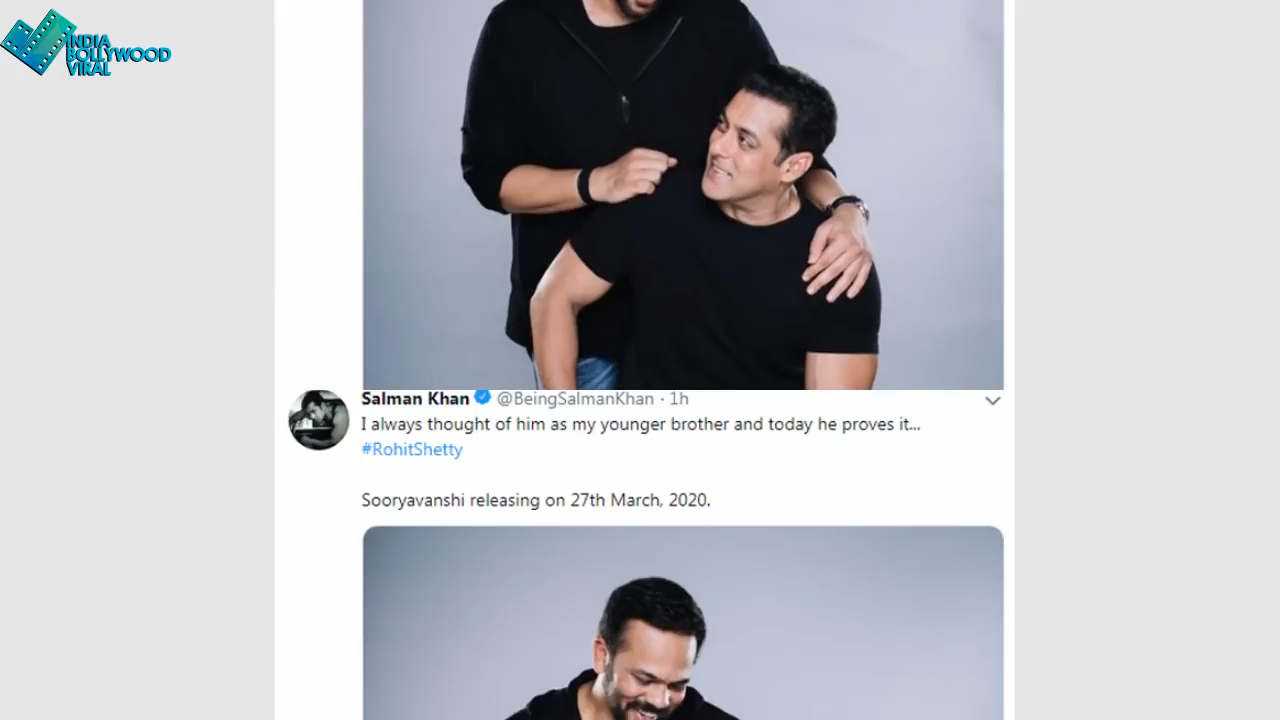 INDIA
BOLLYWOOD
VIRAL
Salman Khan @BeingSalmanKhan · 1h
I always thought of him as my younger brother and today he proves it...
#RohitShetty
Sooryavanshi releasing on 27th March, 2020.